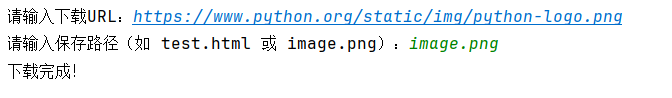 请输入下载URL：https://www.python.org/static/img/python-logo.png
请输入保存路径（如 test.html 或 image.png）：image.png
下载完成！